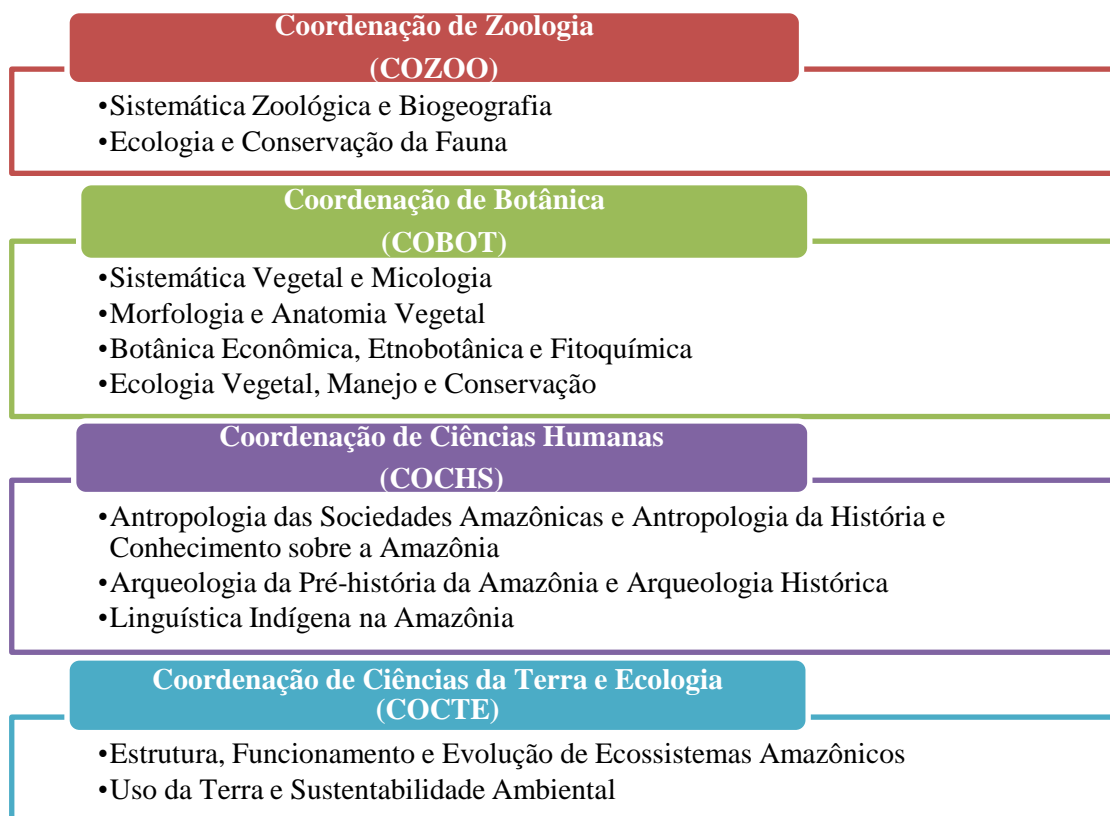 Coordenação de Zoologia
(COZOO)
•Sistemática Zoológica e Biogeografia
•Ecologia e Conservação da Fauna
Coordenação de Botânica
(COBOT)
•Sistemática Vegetal e Micologia
•Morfologia e Anatomia Vegetal
•Botânica Econômica, Etnobotânica e Fitoquímica
•Ecologia Vegetal, Manejo e Conservação
Coordenação de Ciências Humanas
(COCHS)
•Antropologia das Sociedades Amazônicas e Antropologia da História e
Conhecimento sobre a Amazônia
•Arqueologia da Pré-história da Amazônia e Arqueologia Histórica
•Linguística Indígena na Amazônia
Coordenação de Ciências da Terra e Ecologia
(COCTE)
•Estrutura, Funcionamento e Evolução de Ecossistemas Amazônicos
•Uso da Terra e Sustentabilidade Ambiental